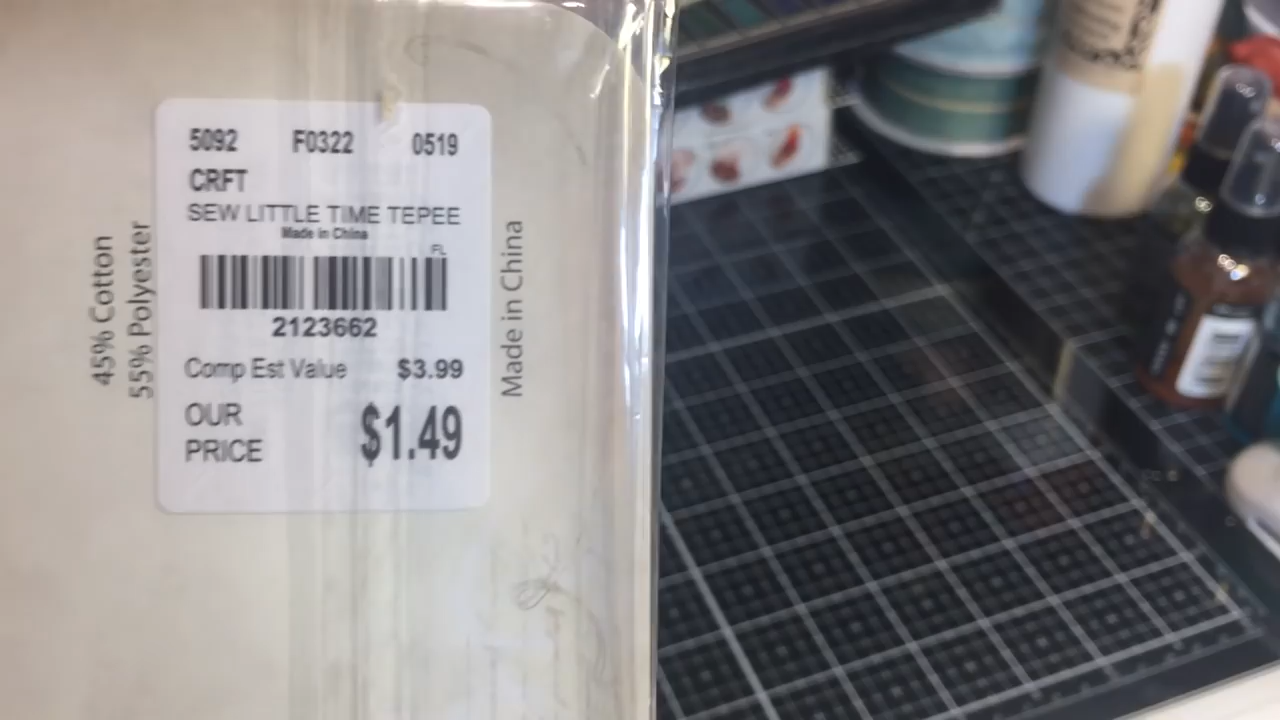 5092 F0322 0519
CRFT
SEW LITTLE TIME TEPEE
Made in China
FL
2123662
Comp Est Value $3.99
OUR PRICE $1.49
45% Cotton
55% Polyester
Made in China